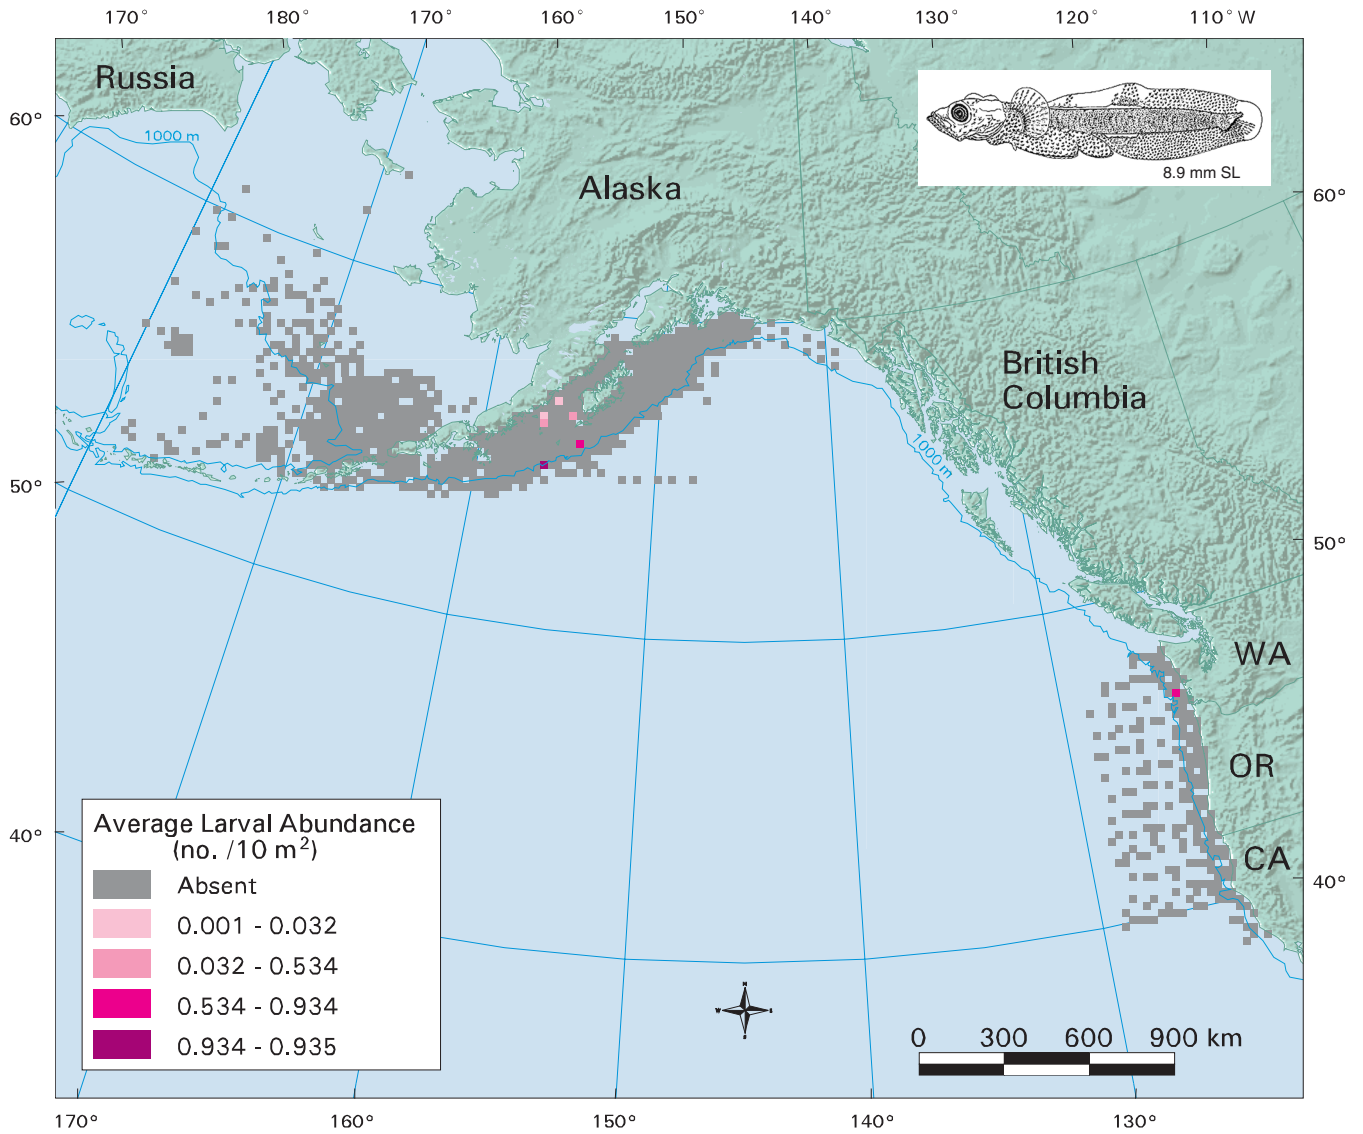 170° 180° 170° 160° 150° 140° 130° 120° 110° W
Russia
60°
1000 m
Alaska
8.9 mm SL
60°
British
Columbia
1000 m
50°
50°
WA
OR
CA
40°
40°
Average Larval Abundance
(no. /10 m²)
Absent
0.001 - 0.032
0.032 - 0.534
0.534 - 0.934
0.934 - 0.935
N
W
S
0 300 600 900 km
170° 160° 150° 140° 130°